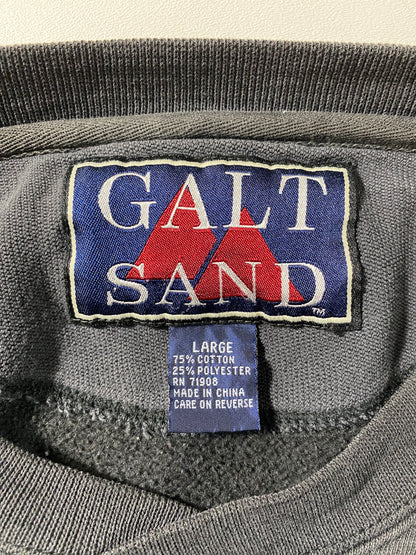 GALT
SAND
TM
LARGE
75% COTTON
25% POLYESTER
RN 71908
MADE IN CHINA
CARE ON REVERSE